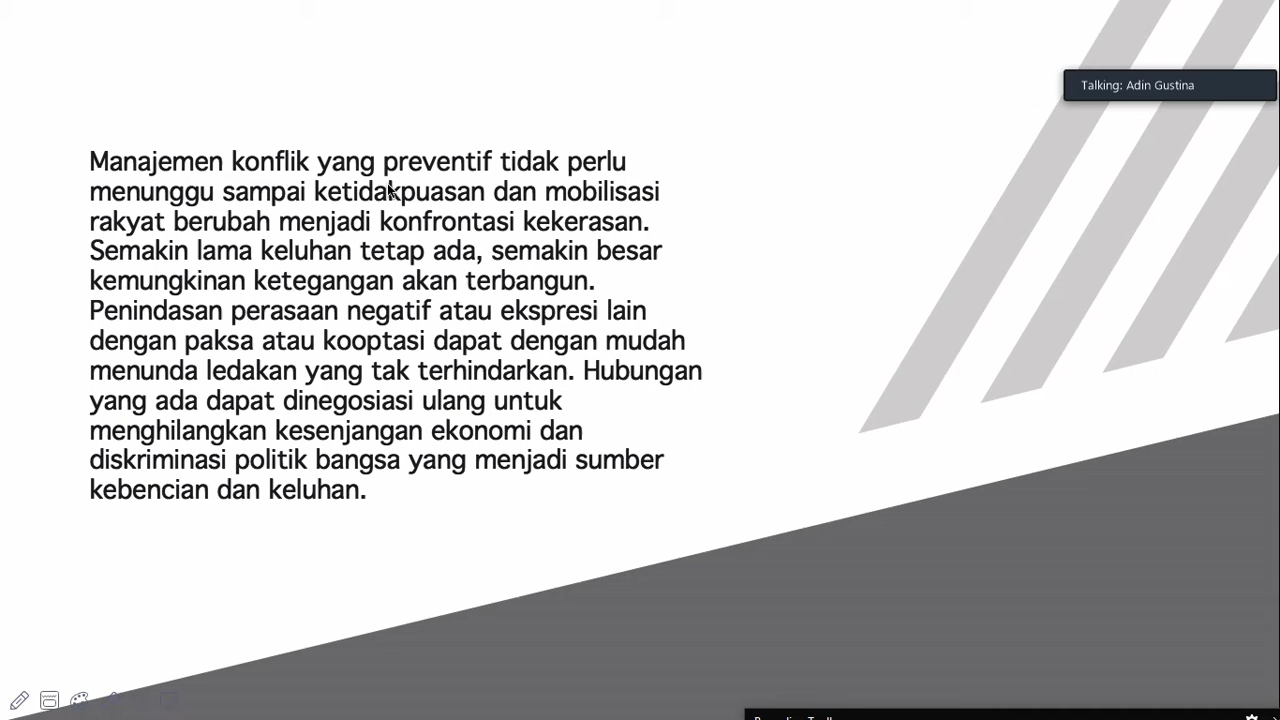 Talking: Adin Gustina
Manajemen konflik yang preventif tidak perlu
menunggu sampai ketidakpuasan dan mobilisasi
rakyat berubah menjadi konfrontasi kekerasan.
Semakin lama keluhan tetap ada, semakin besar
kemungkinan ketegangan akan terbangun.
Penindasan perasaan negatif atau ekspresi lain
dengan paksa atau kooptasi dapat dengan mudah
menunda ledakan yang tak terhindarkan. Hubungan
yang ada dapat dinegosiasi ulang untuk
menghilangkan kesenjangan ekonomi dan
diskriminasi politik bangsa yang menjadi sumber
kebencian dan keluhan.